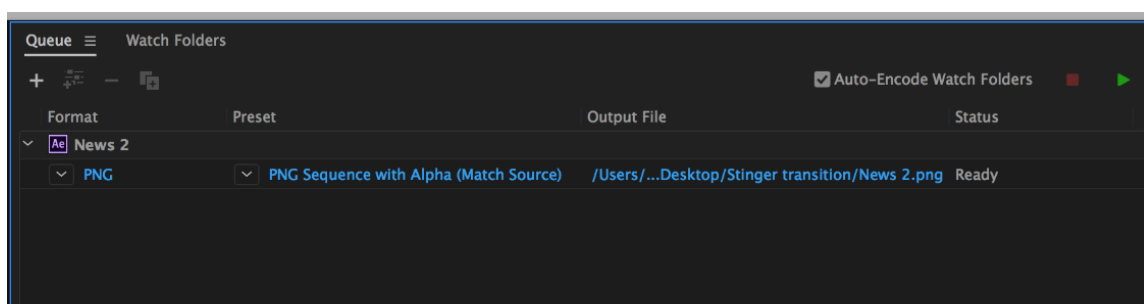 Queue Watch Folders
Auto-Encode Watch Folders
Format Preset Output File Status
Ae News 2
PNG PNG Sequence with Alpha (Match Source) /Users/...Desktop/Stinger transition/News 2.png Ready